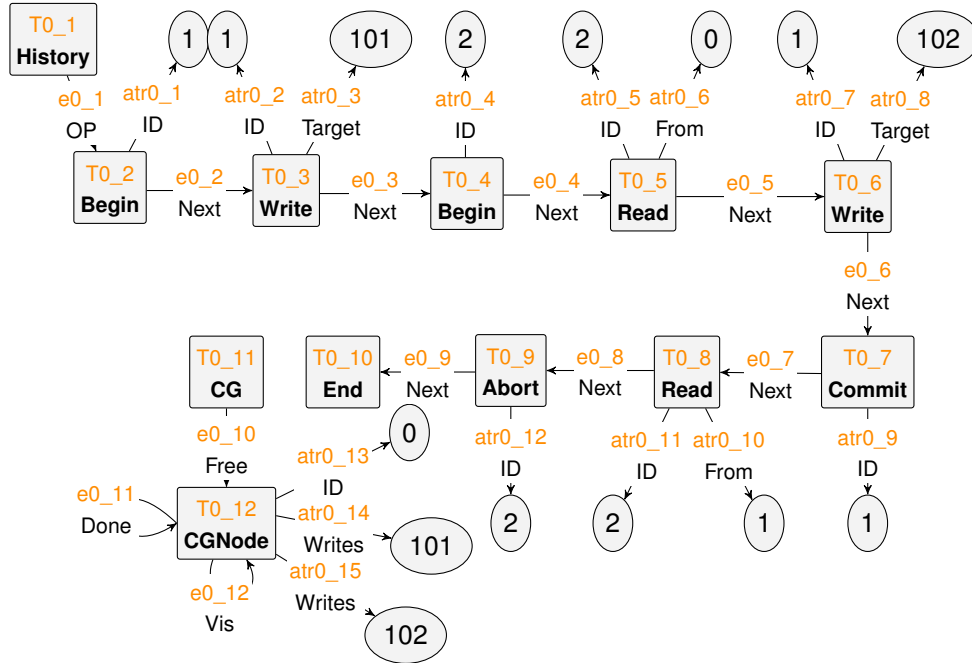 T0_1
History
1
1
101
2
2
0
1
102
e0_1
OP
atr0_1
ID
atr0_2
ID
atr0_3
Target
atr0_4
ID
atr0_5
ID
atr0_6
From
atr0_7
ID
atr0_8
Target
T0_2
Begin
e0_2
Next
T0_3
Write
e0_3
Next
T0_4
Begin
e0_4
Next
T0_5
Read
e0_5
Next
T0_6
Write
e0_6
Next
T0_11
CG
T0_10
End
e0_9
Next
T0_9
Abort
e0_8
Next
T0_8
Read
e0_7
Next
T0_7
Commit
e0_10
Free
atr0_13
ID
0
atr0_12
ID
atr0_11
ID
atr0_10
From
atr0_9
ID
e0_11
Done
T0_12
CGNode
atr0_14
Writes
101
2
2
1
1
e0_12
Vis
atr0_15
Writes
102